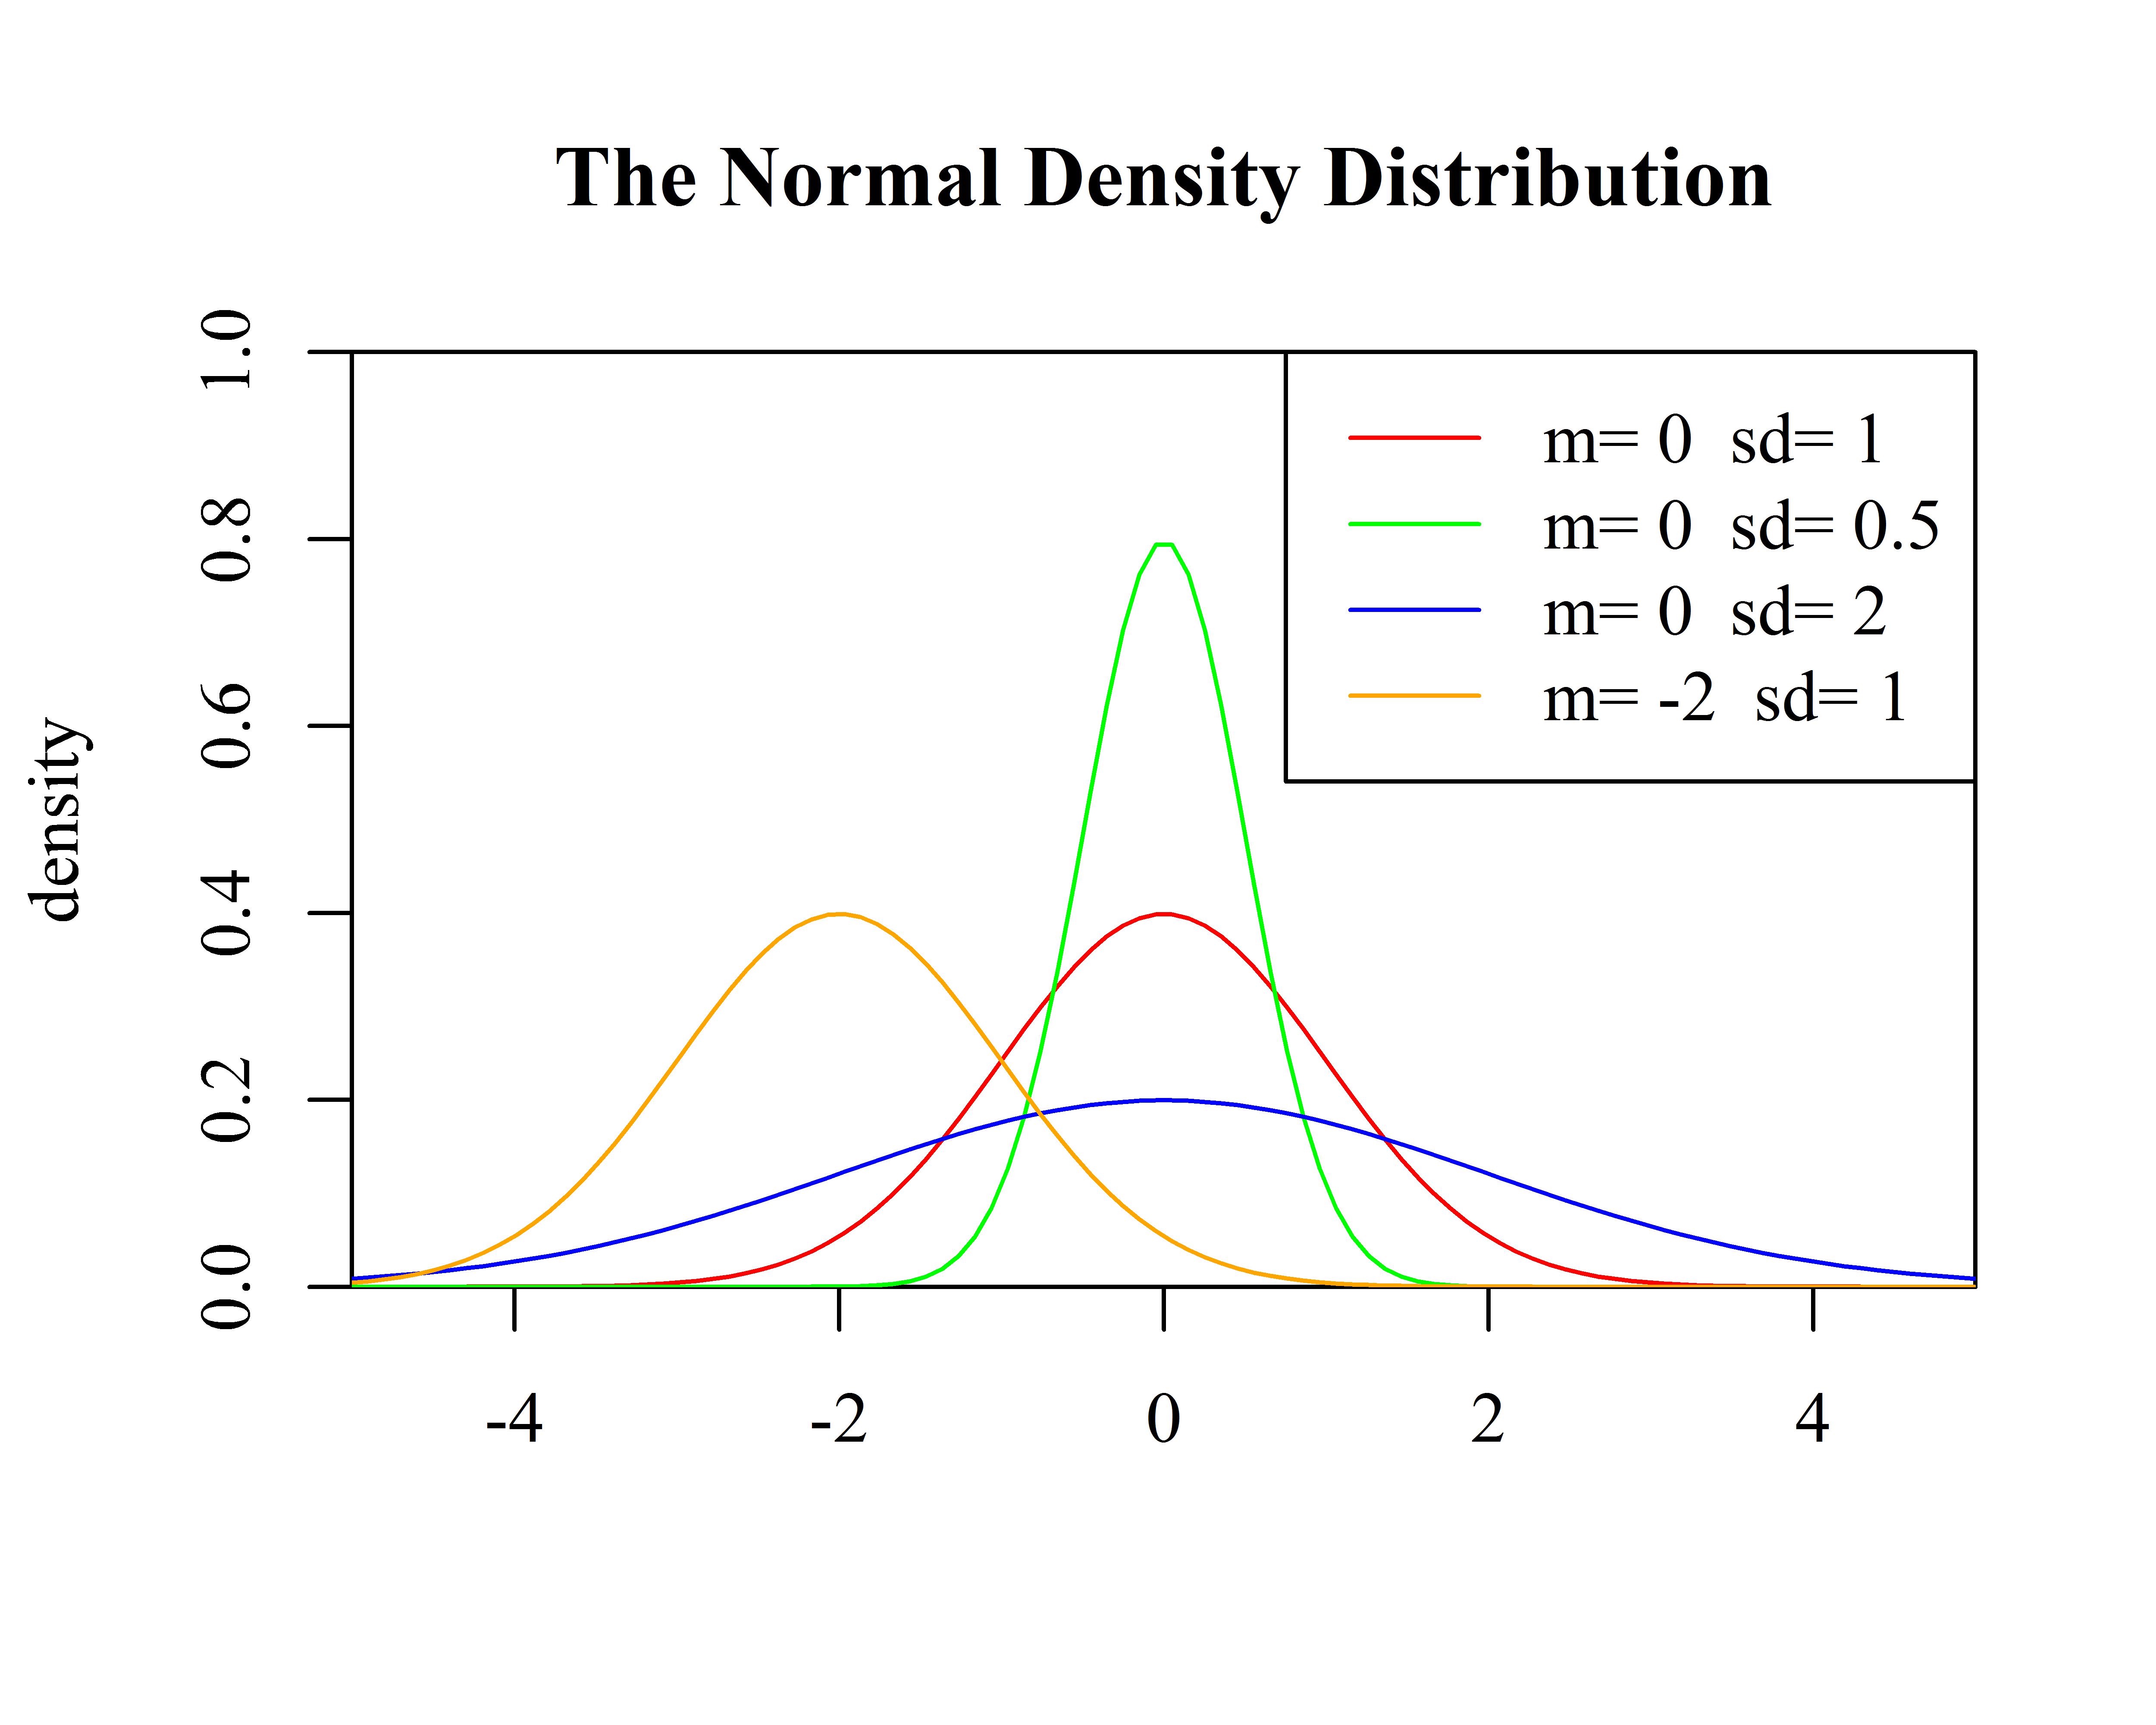 The Normal Density Distribution
density
1.0
0.8
0.6
0.4
0.2
0.0
m= 0  sd= 1
m= 0  sd= 0.5
m= 0  sd= 2
m= -2  sd= 1
-4 -2 0 2 4